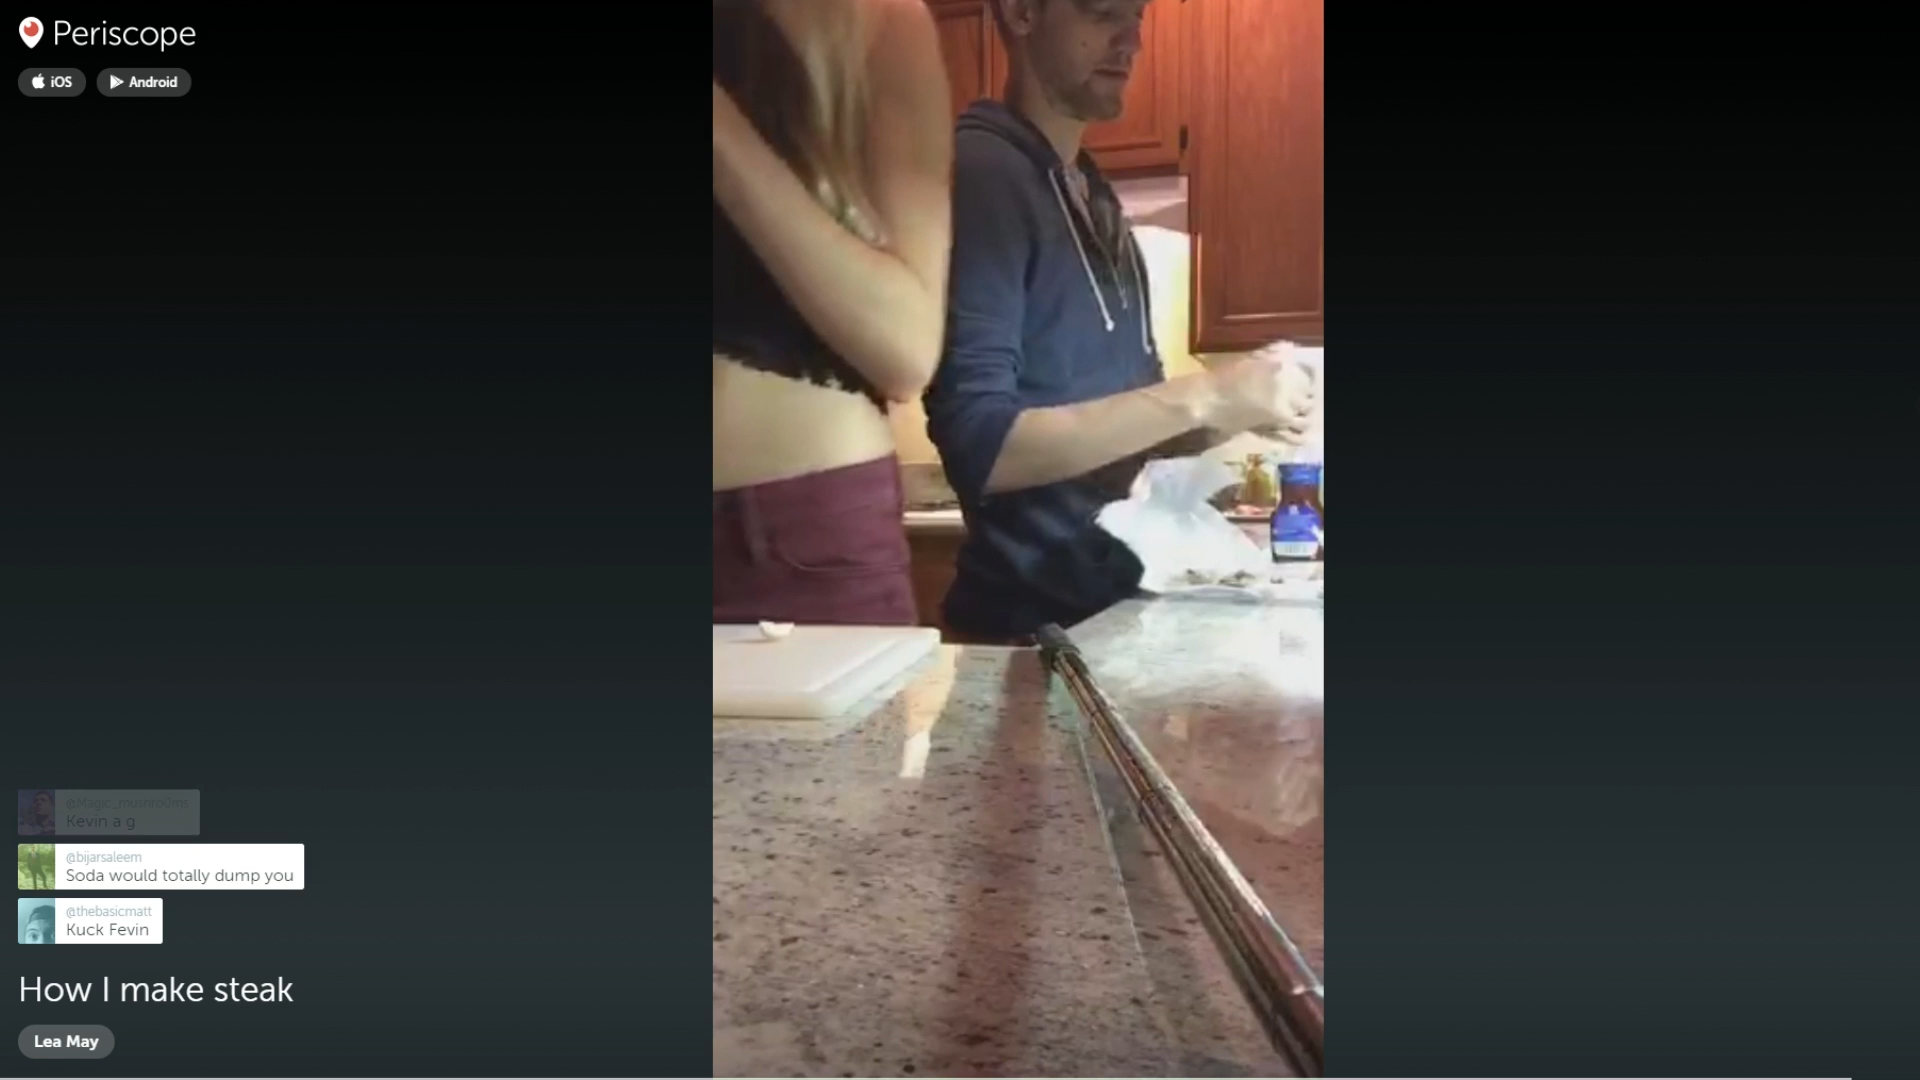 Periscope
iOS
Android
Kevin a g
@bijarsaleem
Soda would totally dump you
@thebasicmatt
Kuck Fevin
How I make steak
Lea May